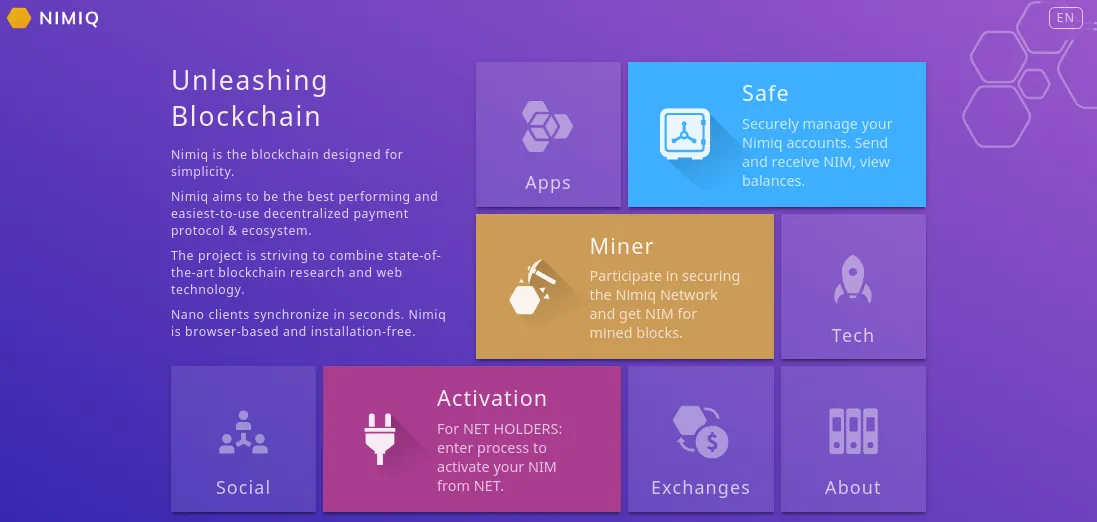 NIMIQ
EN
Unleashing
Blockchain
Nimiq is the blockchain designed for
simplicity.
Nimiq aims to be the best performing and
easiest-to-use decentralized payment
protocol & ecosystem.
The project is striving to combine state-of-
the-art blockchain research and web
technology.
Nano clients synchronize in seconds. Nimiq
is browser-based and installation-free.
Apps
Safe
Securely manage your
Nimiq accounts. Send
and receive NIM, view
balances.
Miner
Participate in securing
the Nimiq Network
and get NIM for
mined blocks.
Tech
Social
Activation
For NET HOLDERS:
enter process to
activate your NIM
from NET.
$
Exchanges
About